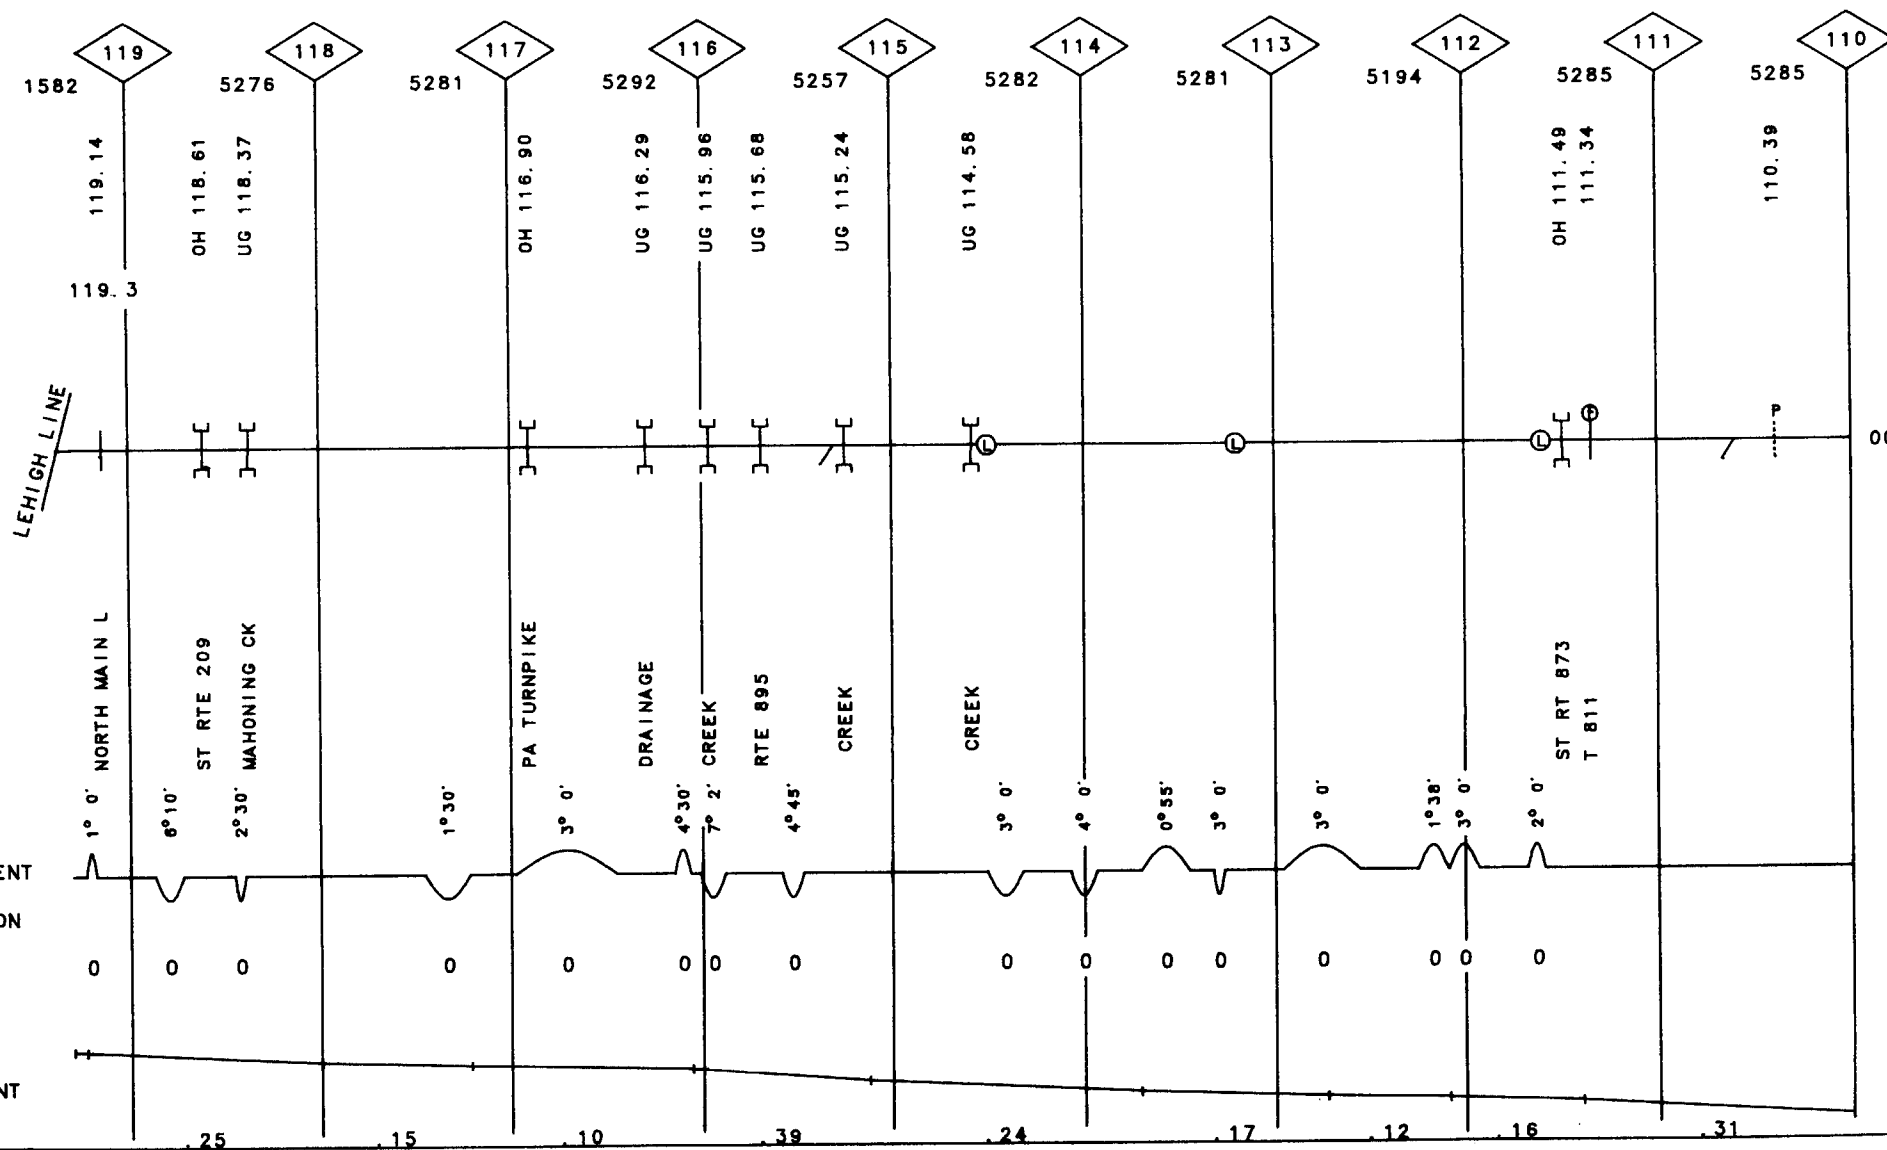 119 118 117 116 115 114 113 112 111 110
1582 5276 5281 5292 5257 5282 5281 5194 5285 5285
119.14
OH 118.61
UG 118.37
OH 116.90
UG 116.29
UG 115.96
UG 115.68
UG 115.24
UG 114.58
OH 111.49
111.34
110.39
119.3
LEHIGH LINE
L
L
L
P
P
OC
NORTH MAIN L
ST RTE 209
MAHONING CK
PA TURNPIKE
DRAINAGE
CREEK
RTE 895
CREEK
CREEK
ST RT 873
T 811
1° 0' 6°10' 2°30' 1°30' 3° 0' 4°30' 7° 2' 4°45' 3° 0' 4° 0' 0°55' 3° 0' 3° 0' 1°38' 3° 0' 2° 0'
ENT
ON
0 0 0 0 0 0 0 0 0 0 0 0 0 0 0 0
NT
.25 .15 .10 .39 .24 .17 .12 .16 .31